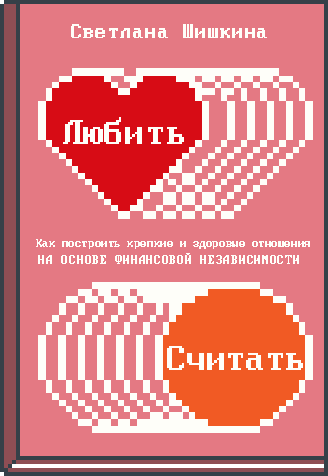 Светлана Шишкина
Любить
Как построить крепкие и здоровые отношения
НА ОСНОВЕ ФИНАНСОВОЙ НЕЗАВИСИМОСТИ
Считать